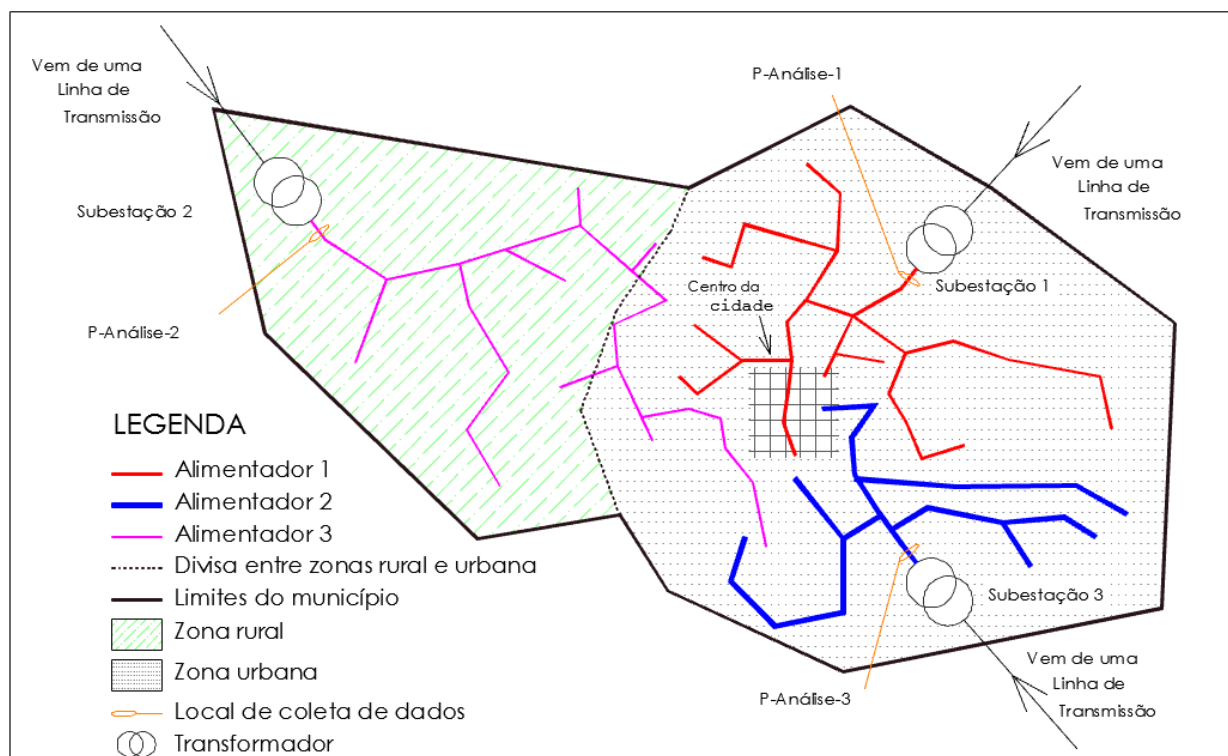 Vem de uma
Linha de
Transmissão
Subestação 2
P-Análise-2
P-Análise-1
Vem de uma
Linha de
Transmissão
Subestação 1
Centro da
cidade
LEGENDA
Alimentador 1
Alimentador 2
Alimentador 3
Divisa entre zonas rural e urbana
Limites do município
Zona rural
Zona urbana
Local de coleta de dados
Transformador
Subestação 3
P-Análise-3
Vem de uma
Linha de
Transmissão